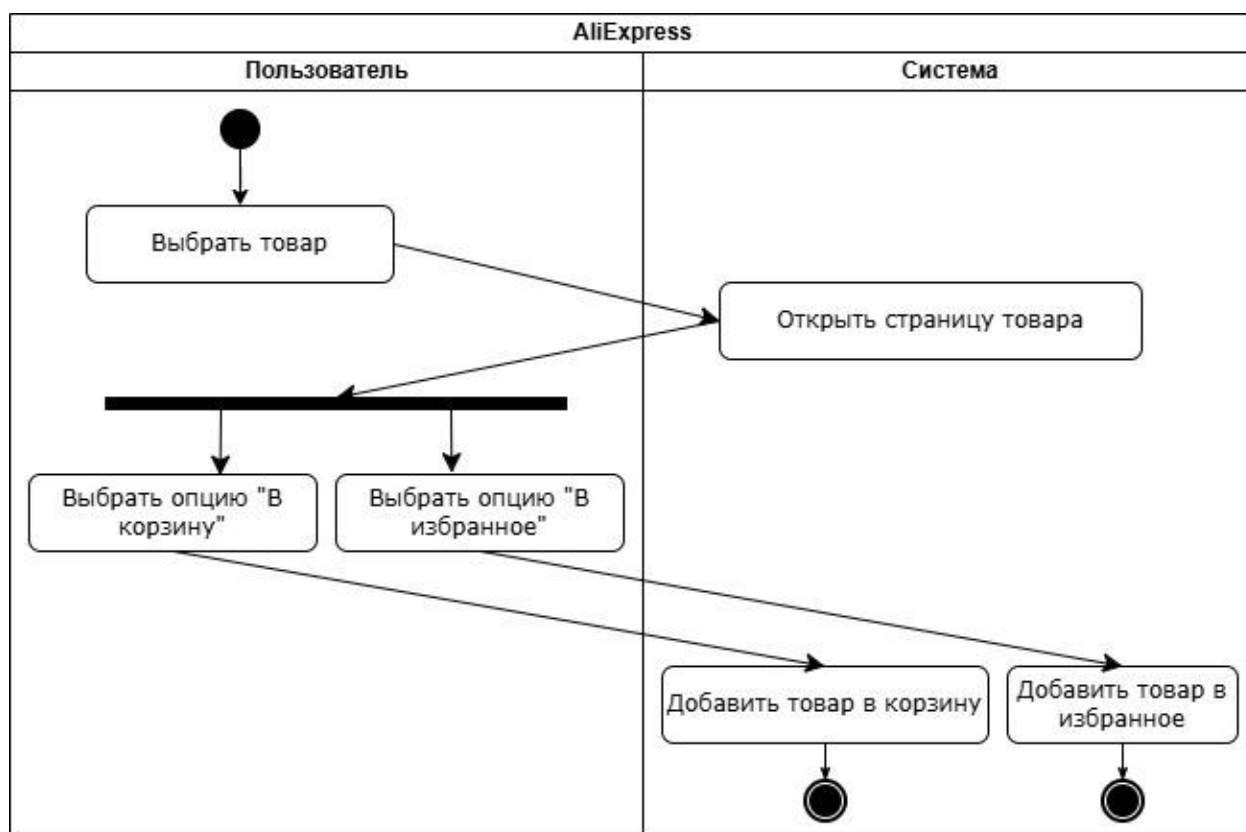 AliExpress
Пользователь
Система
Выбрать товар
Открыть страницу товара
Выбрать опцию "В
корзину"
Выбрать опцию "В
избранное"
Добавить товар в корзину
Добавить товар в
избранное